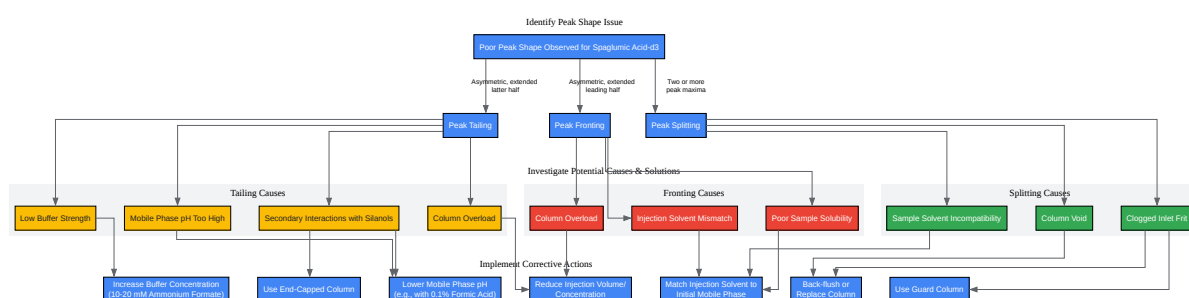 Identify Peak Shape Issue
Poor Peak Shape Observed for Spaglumic Acid-d3
Asymmetric, extended
latter half
Asymmetric, extended
leading half
Two or more
peak maxima
Peak Tailing
Peak Fronting
Peak Splitting
Investigate Potential Causes & Solutions
Tailing Causes
Fronting Causes
Splitting Causes
Low Buffer Strength
Mobile Phase pH Too High
Secondary Interactions with Silanols
Column Overload
Column Overload
Injection Solvent Mismatch
Poor Sample Solubility
Sample Solvent Incompatibility
Column Void
Clogged Inlet Frit
Implement Corrective Actions
Increase Buffer Concentration
(10-20 mM Ammonium Formate)
Use End-Capped Column
Lower Mobile Phase pH
(e.g., with 0.1% Formic Acid)
Reduce Injection Volume/
Concentration
Match Injection Solvent to
Initial Mobile Phase
Back-flush or
Replace Column
Use Guard Column